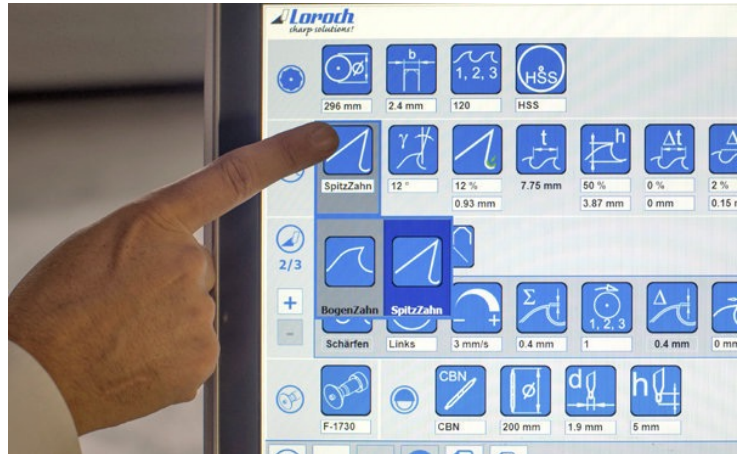 Loroch
sharp solutions!
b
1, 2, 3
HSS
296 mm
2.4 mm
120
HSS
γ
t
h
Δt
Δ
SpitzZahn
12 °
12 %
7.75 mm
50 %
0 %
2 %
0.93 mm
3.87 mm
0 mm
2/3
BogenZahn
SpitzZahn
+
-
- +
Σ
1, 2, 3
Δ
Schärfen
Links
3 mm/s
0.4 mm
1
0.4 mm
0 mm
CBN
Ø
d
h
F-1730
CBN
200 mm
1.9 mm
5 mm